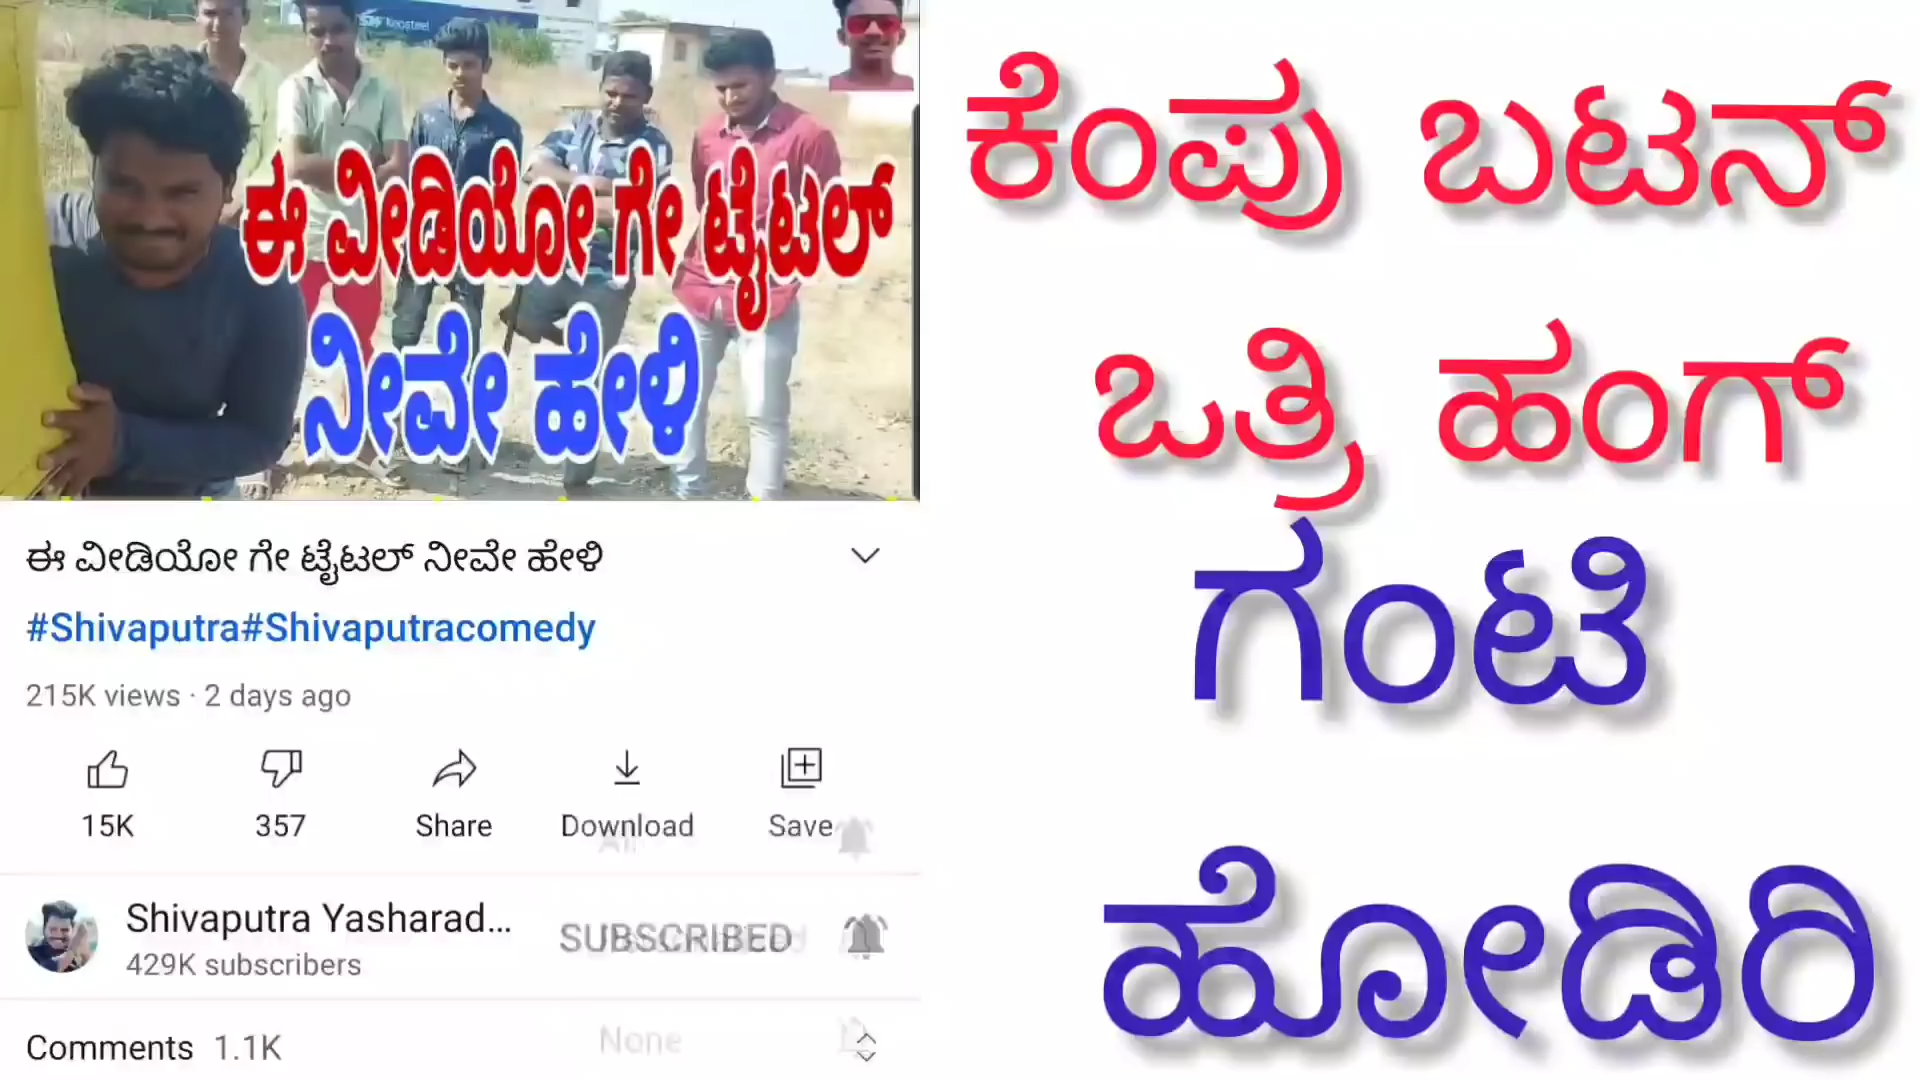 ಈ ವೀಡಿಯೋ ಗೇ ಟೈಟಲ್
ನೀವೇ ಹೇಳಿ
ಈ ವೀಡಿಯೋ ಗೇ ಟೈಟಲ್ ನೀವೇ ಹೇಳಿ
#Shivaputra#Shivaputracomedy
215K views · 2 days ago
15K 357 Share Download Save
All
Shivaputra Yasharad... SUBSCRIBED
429K subscribers
None
Comments 1.1K
ಕೆಂಪು ಬಟನ್
ಒತ್ರಿ ಹಂಗ್
ಗಂಟಿ
ಹೋಡಿರಿ